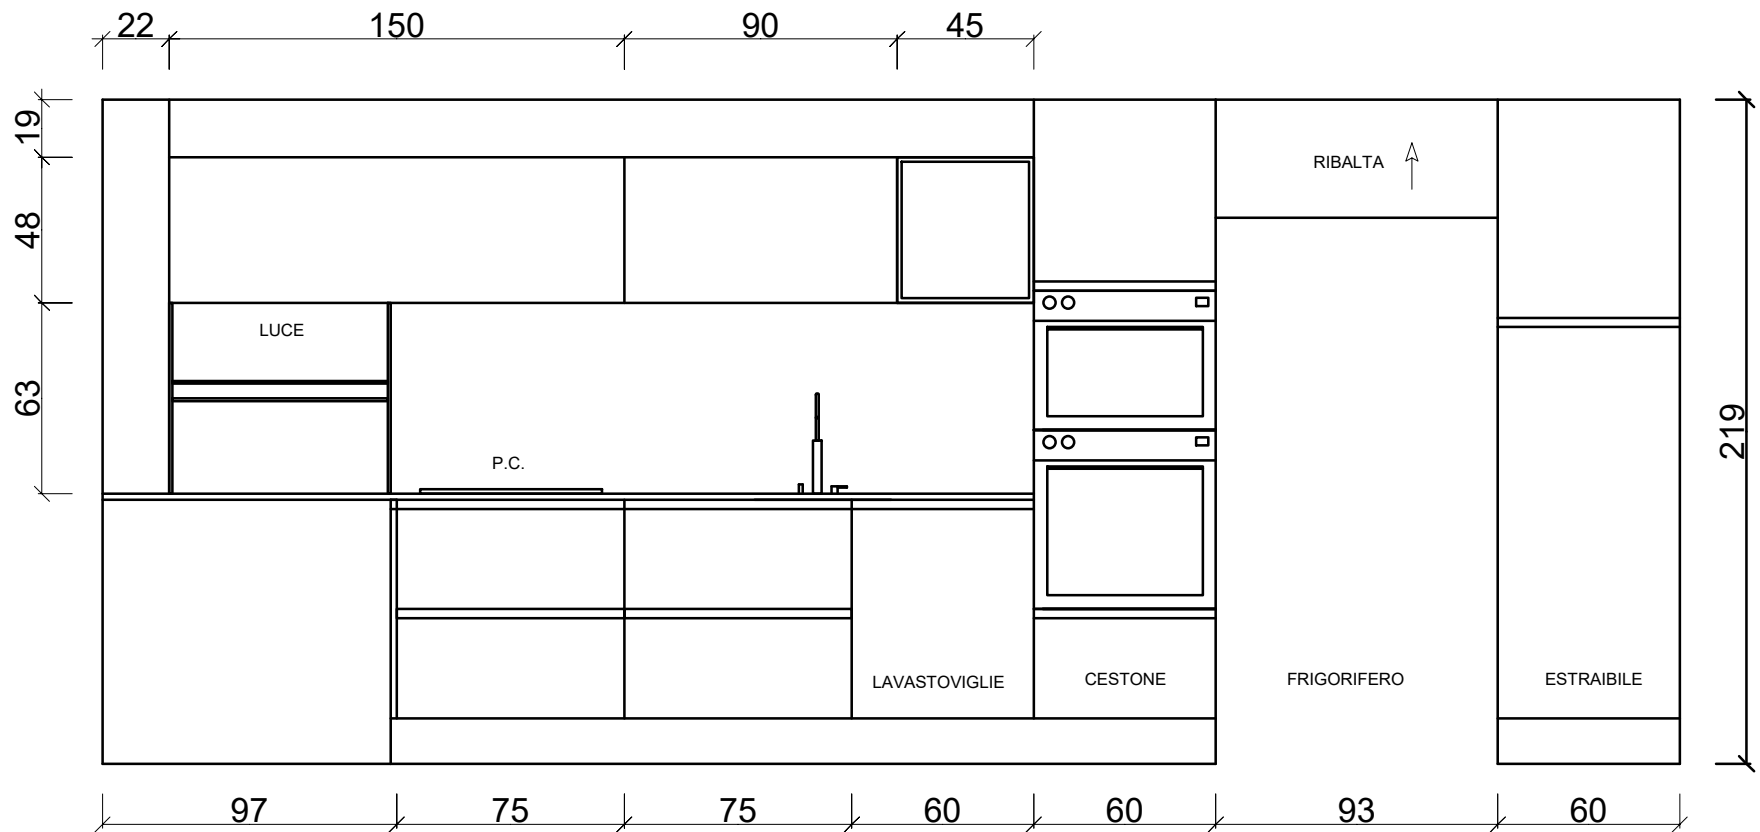 22 150 90 45
19
RIBALTA
48
LUCE
63
219
P.C.
LAVASTOVIGLIE CESTONE FRIGORIFERO ESTRAIBILE
97 75 75 60 60 93 60